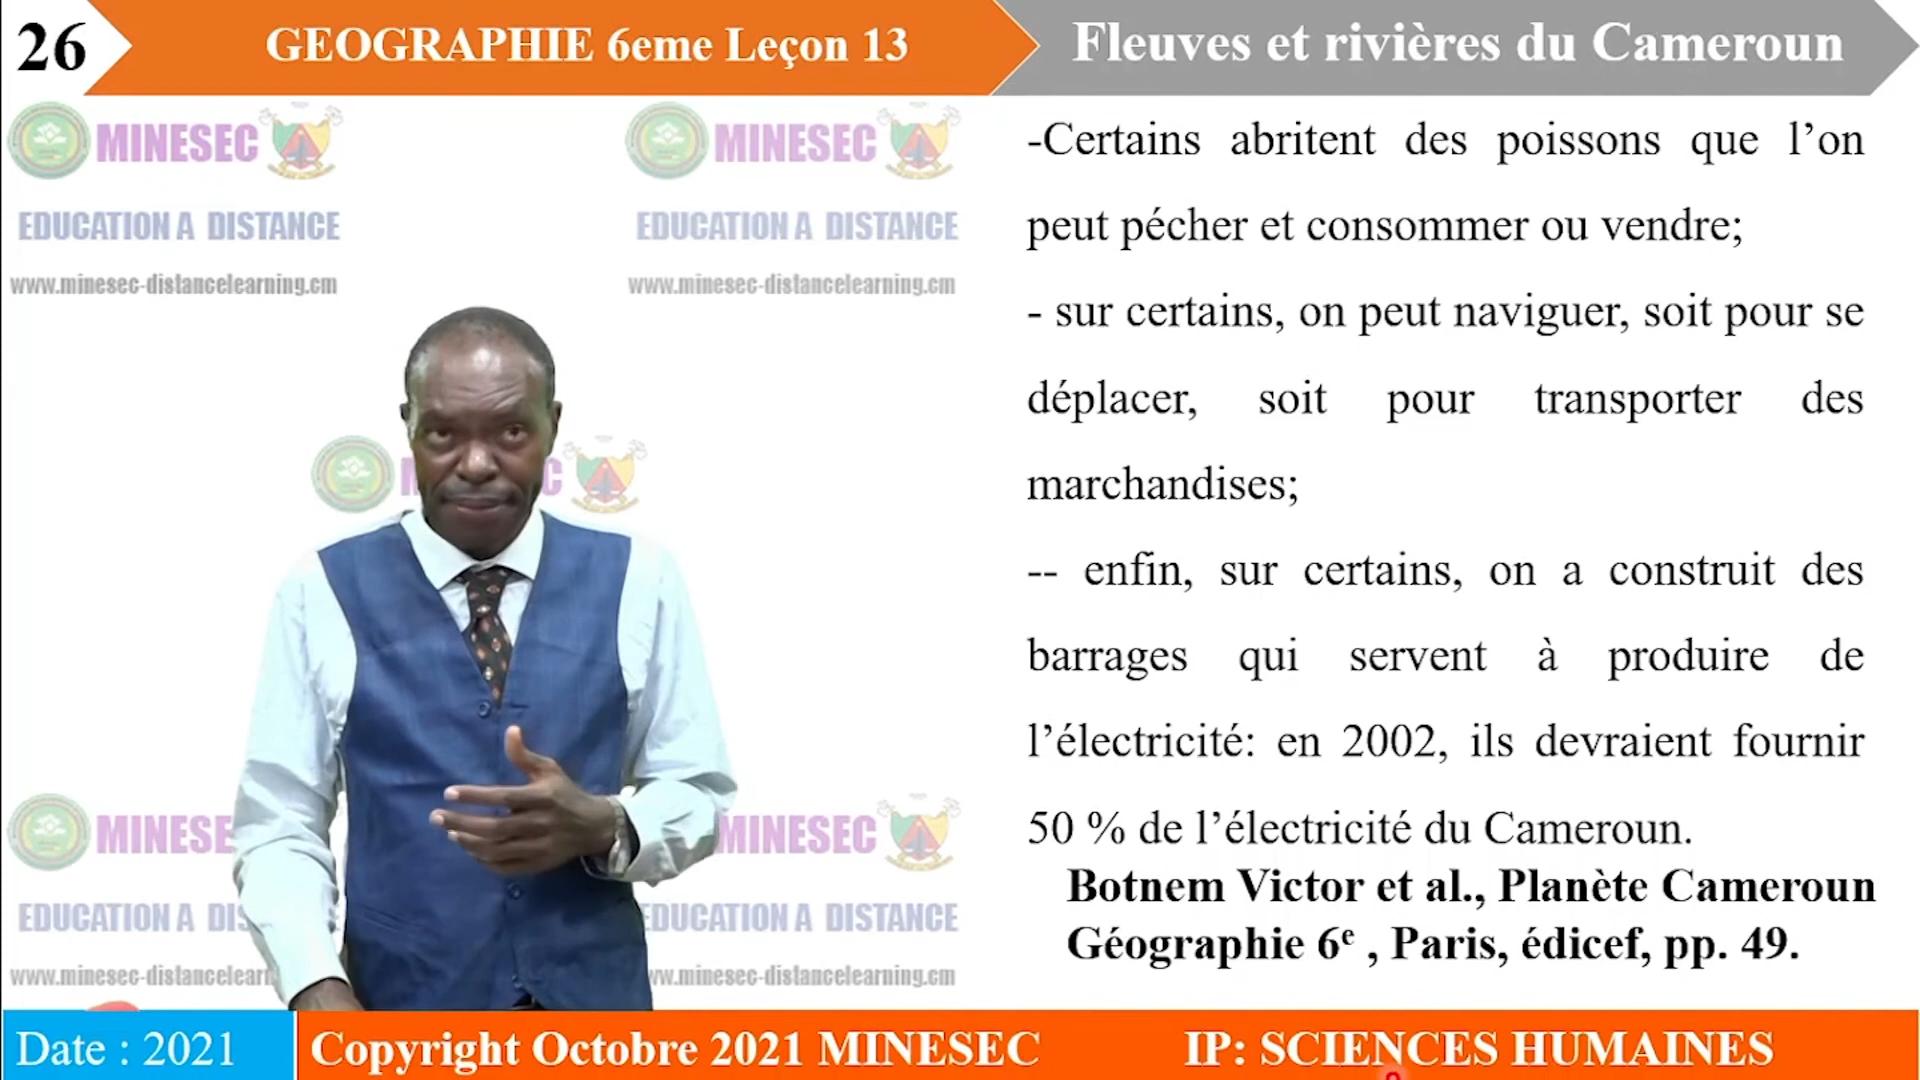 26
GEOGRAPHIE 6eme Leçon 13
Fleuves et rivières du Cameroun
MINESEC
EDUCATION A DISTANCE
www.minesec-distancelearning.cm
MINESEC
EDUCATION A DISTANCE
www.minesec-distancelearning.cm
-Certains abritent des poissons que l’on
peut pécher et consommer ou vendre;
- sur certains, on peut naviguer, soit pour se
déplacer, soit pour transporter des
marchandises;
-- enfin, sur certains, on a construit des
barrages qui servent à produire de
l’électricité: en 2002, ils devraient fournir
50 % de l’électricité du Cameroun.
Botnem Victor et al., Planète Cameroun
Géographie 6e , Paris, édicef, pp. 49.
MINESE
EDUCATION A DIS
www.minesec-distancelearn
MINESEC
EDUCATION A DISTANCE
www.minesec-distancelearning.cm
Date : 2021
Copyright Octobre 2021 MINESEC
IP: SCIENCES HUMAINES